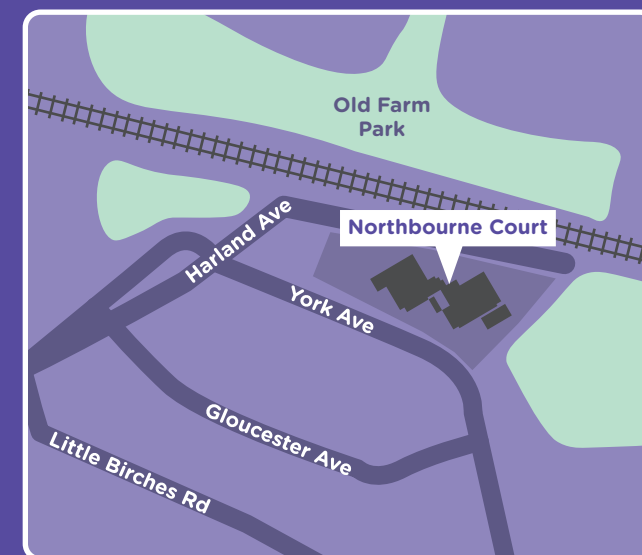 Old Farm
Park
Northbourne Court
Harland Ave
York Ave
Gloucester Ave
Little Birches Rd